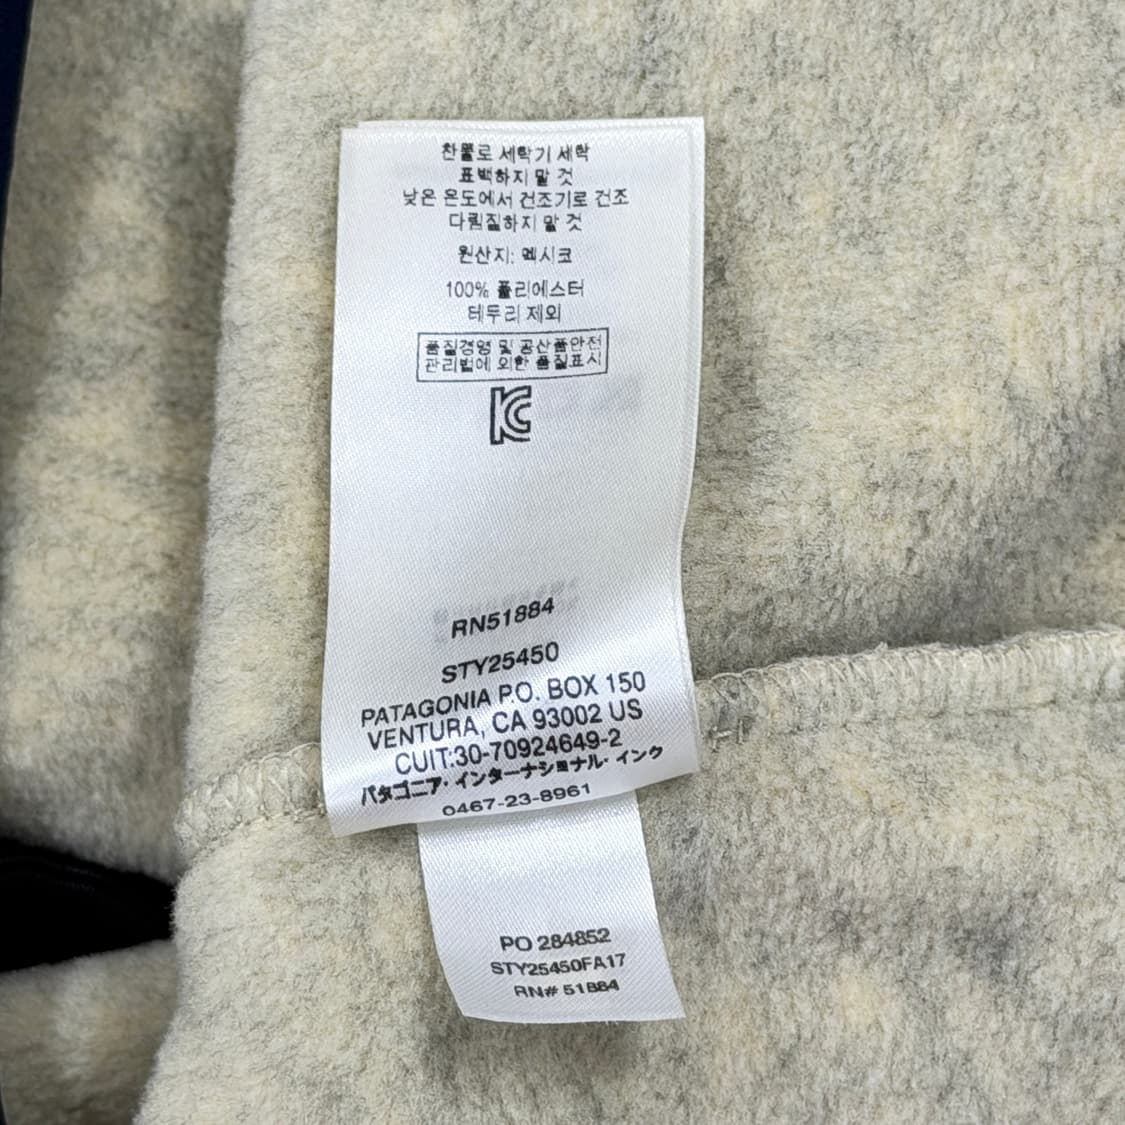 찬물로 세탁기 세탁
표백하지 말 것
낮은 온도에서 건조기로 건조
다림질하지 말 것
원산지: 멕시코
100% 폴리에스터
테두리 제외
품질경영 및 공산품안전
관리법에 의한 품질표시
RN51884
STY25450
PATAGONIA P.O. BOX 150
VENTURA, CA 93002 US
CUIT:30-70924649-2
パタゴニア・インターナショナル・インク
0467-23-8961
PO 284852
STY25450FA17
RN# 51884